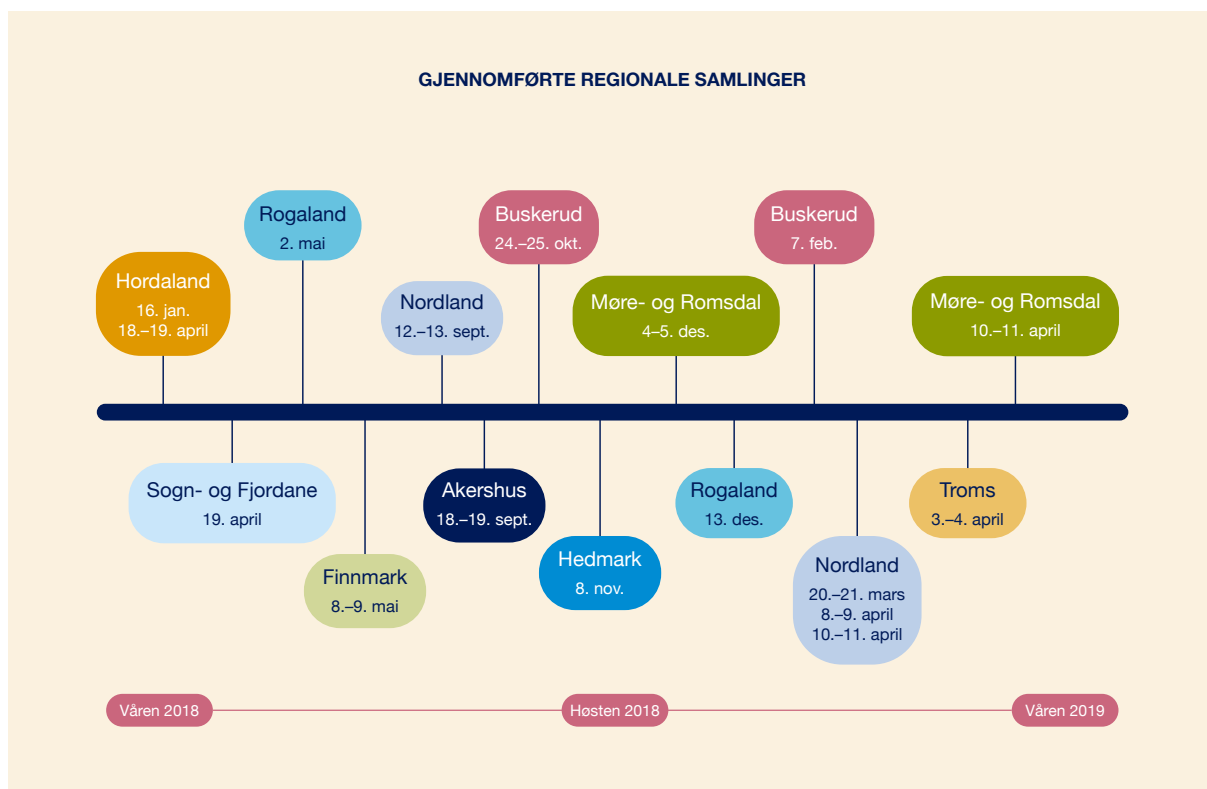 GJENNOMFØRTE REGIONALE SAMLINGER
Hordaland
16. jan.
18.–19. april
Sogn- og Fjordane
19. april
Rogaland
2. mai
Finnmark
8.–9. mai
Nordland
12.–13. sept.
Akershus
18.–19. sept.
Buskerud
24.–25. okt.
Hedmark
8. nov.
Møre- og Romsdal
4–5. des.
Rogaland
13. des.
Buskerud
7. feb.
Nordland
20.–21. mars
8.–9. april
10.–11. april
Troms
3.–4. april
Møre- og Romsdal
10.–11. april
Våren 2018
Høsten 2018
Våren 2019